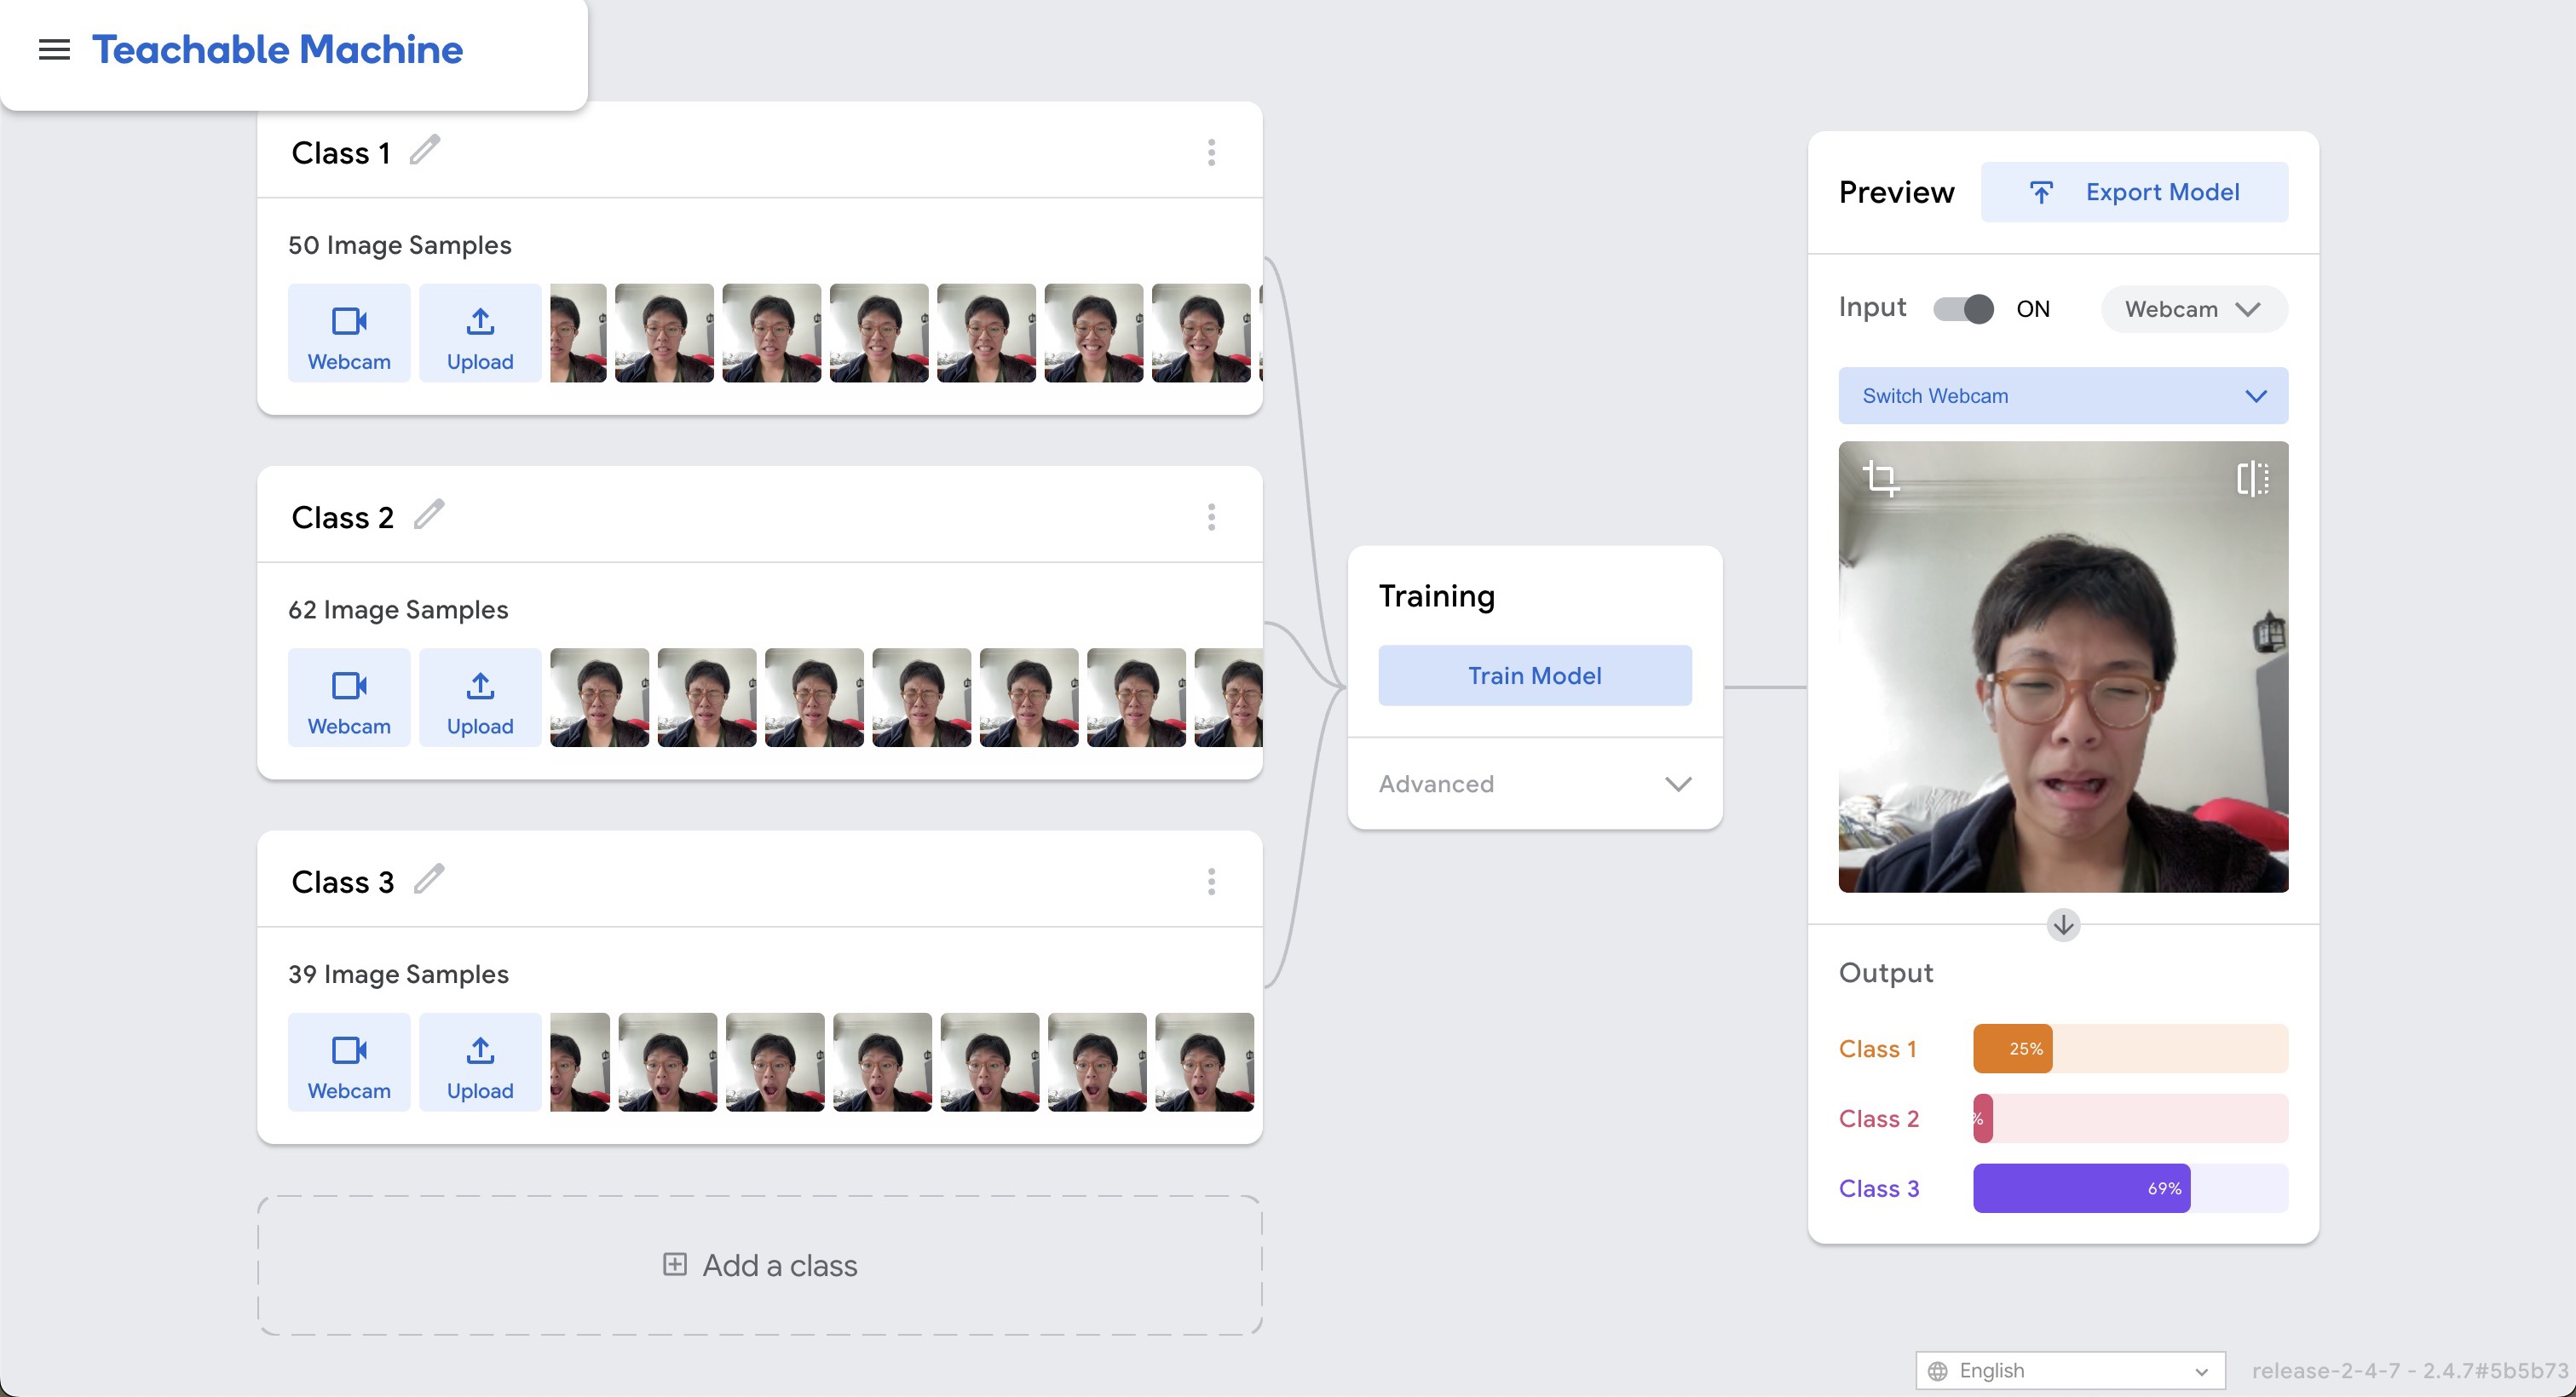 Teachable Machine
Class 1
50 Image Samples
Webcam
Upload
Class 2
62 Image Samples
Webcam
Upload
Class 3
39 Image Samples
Webcam
Upload
Add a class
Training
Train Model
Advanced
Preview
Export Model
Input
ON
Webcam
Switch Webcam
Output
Class 1
25%
Class 2
%
Class 3
69%
English
release-2-4-7 - 2.4.7#5b5b73